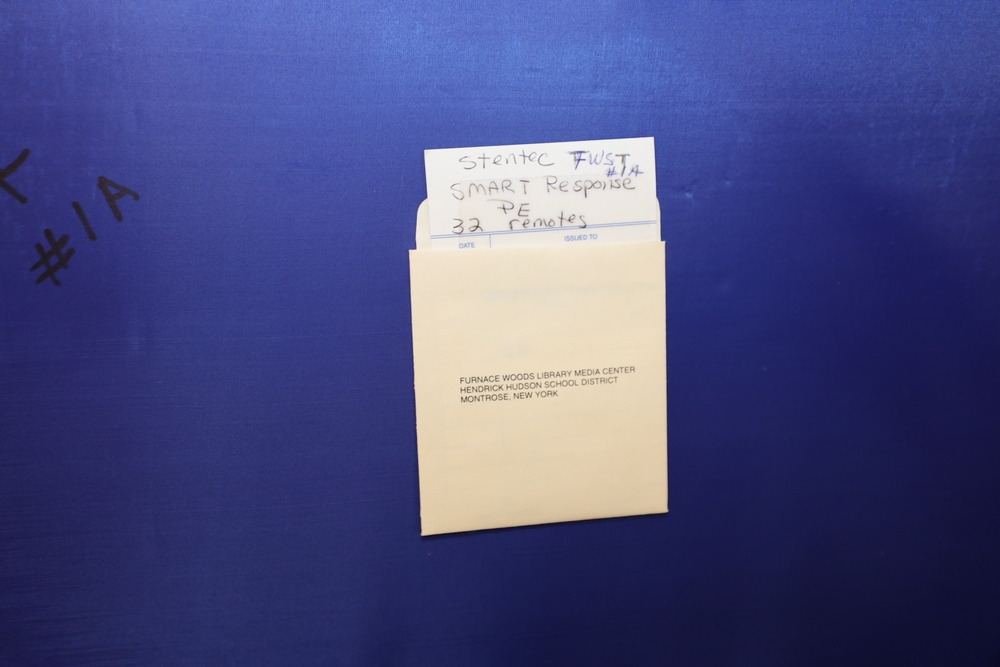 #1A
Stentec FWST
#1A
SMART Response
PE
32 remotes
DATE ISSUED TO
FURNACE WOODS LIBRARY MEDIA CENTER
HENDRICK HUDSON SCHOOL DISTRICT
MONTROSE, NEW YORK